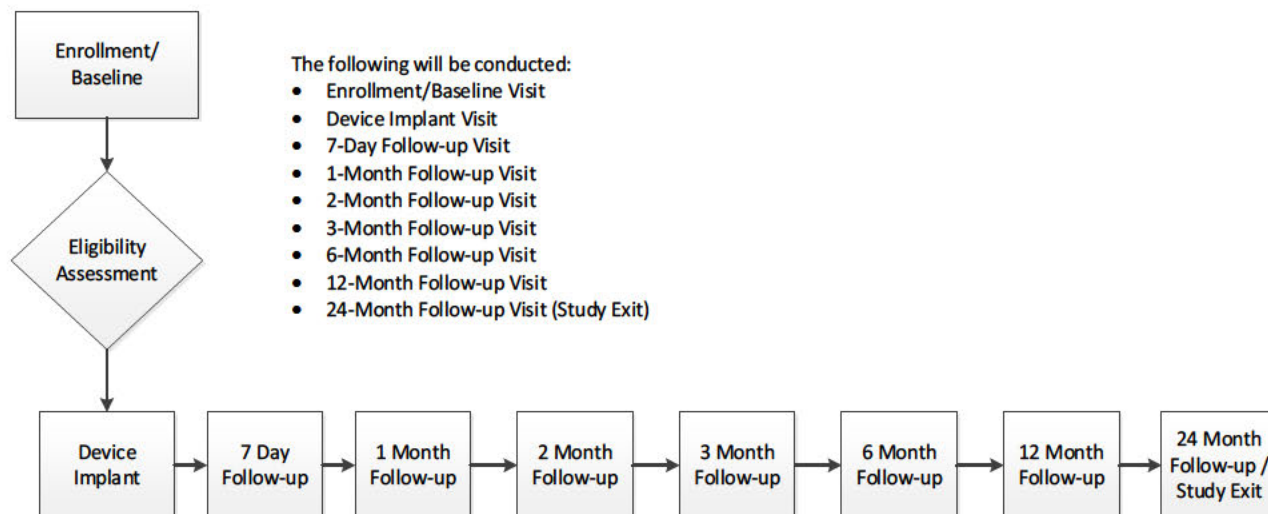 Enrollment/
Baseline
The following will be conducted:
• Enrollment/Baseline Visit
• Device Implant Visit
• 7-Day Follow-up Visit
• 1-Month Follow-up Visit
• 2-Month Follow-up Visit
• 3-Month Follow-up Visit
• 6-Month Follow-up Visit
• 12-Month Follow-up Visit
• 24-Month Follow-up Visit (Study Exit)
Eligibility
Assessment
Device
Implant
7 Day
Follow-up
1 Month
Follow-up
2 Month
Follow-up
3 Month
Follow-up
6 Month
Follow-up
12 Month
Follow-up
24 Month
Follow-up /
Study Exit